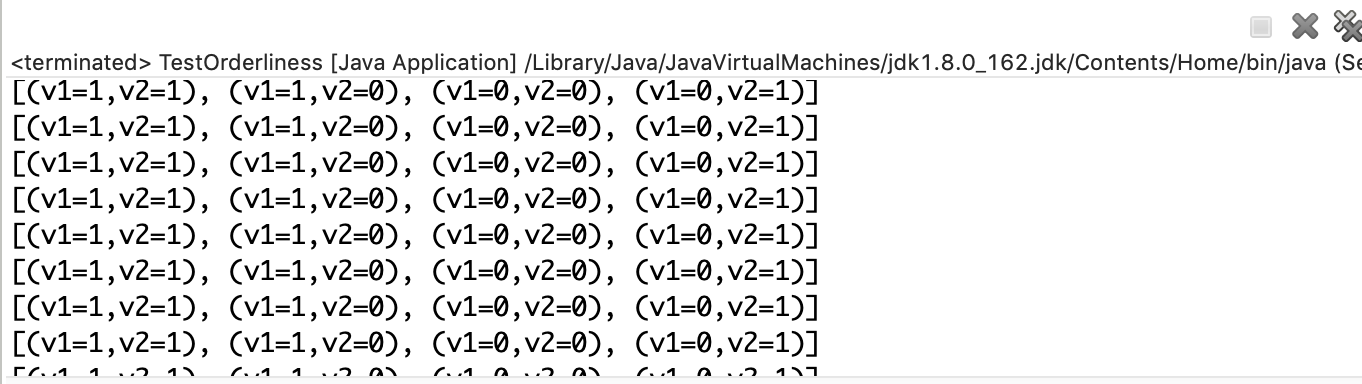 <terminated> TestOrderliness [Java Application] /Library/Java/JavaVirtualMachines/jdk1.8.0_162.jdk/Contents/Home/bin/java (Se
[(v1=1,v2=1), (v1=1,v2=0), (v1=0,v2=0), (v1=0,v2=1)]
[(v1=1,v2=1), (v1=1,v2=0), (v1=0,v2=0), (v1=0,v2=1)]
[(v1=1,v2=1), (v1=1,v2=0), (v1=0,v2=0), (v1=0,v2=1)]
[(v1=1,v2=1), (v1=1,v2=0), (v1=0,v2=0), (v1=0,v2=1)]
[(v1=1,v2=1), (v1=1,v2=0), (v1=0,v2=0), (v1=0,v2=1)]
[(v1=1,v2=1), (v1=1,v2=0), (v1=0,v2=0), (v1=0,v2=1)]
[(v1=1,v2=1), (v1=1,v2=0), (v1=0,v2=0), (v1=0,v2=1)]
[(v1=1,v2=1), (v1=1,v2=0), (v1=0,v2=0), (v1=0,v2=1)]